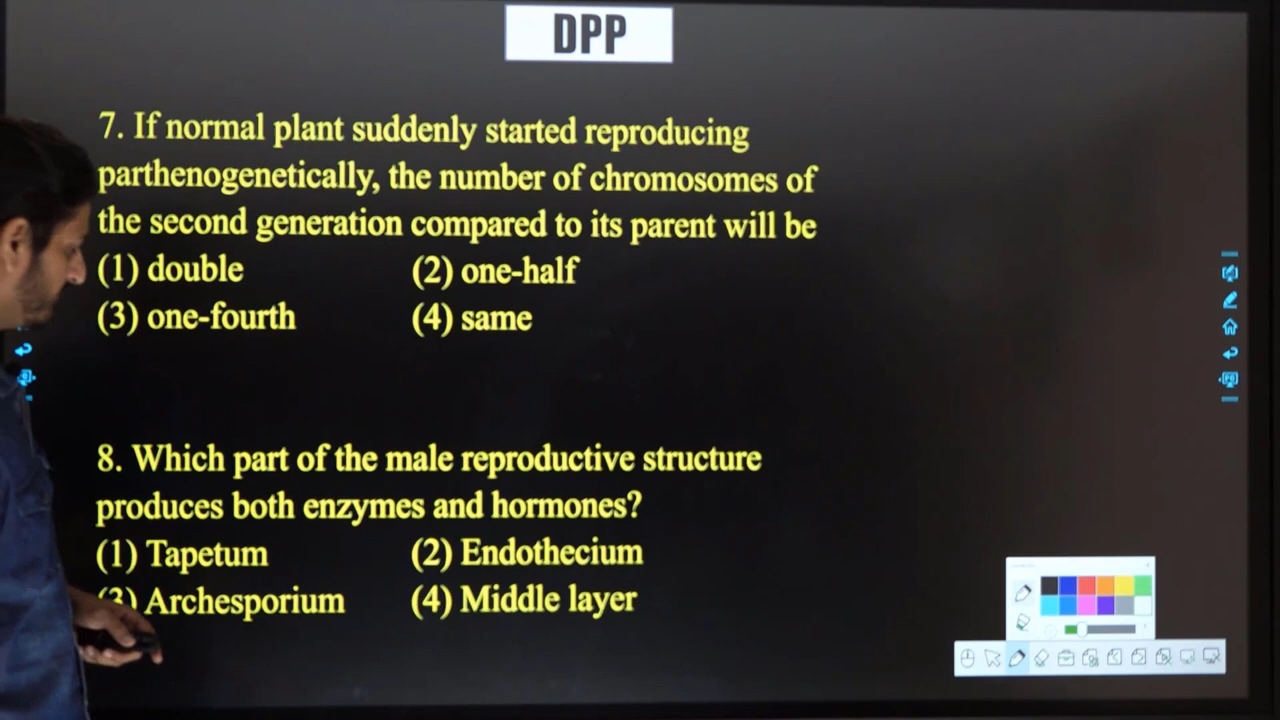 DPP
7. If normal plant suddenly started reproducing
parthenogenetically, the number of chromosomes of
the second generation compared to its parent will be
(1) double (2) one-half
(3) one-fourth (4) same
8. Which part of the male reproductive structure
produces both enzymes and hormones?
(1) Tapetum (2) Endothecium
(3) Archesporium (4) Middle layer